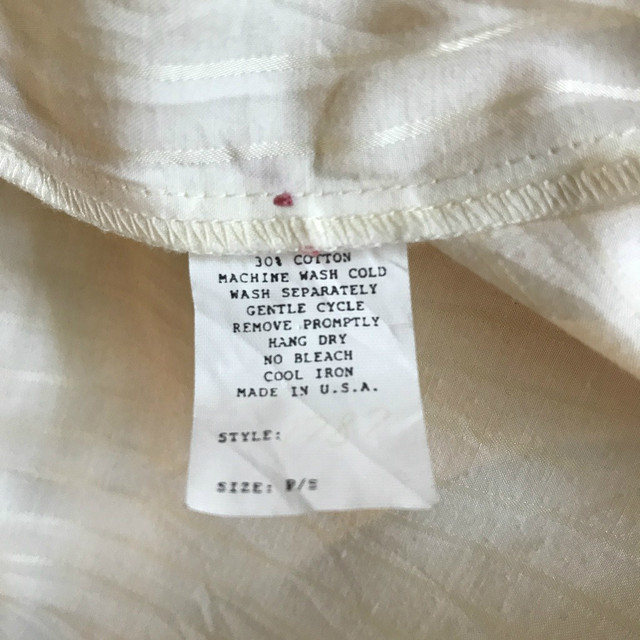 30% COTTON
MACHINE WASH COLD
WASH SEPARATELY
GENTLE CYCLE
REMOVE PROMPTLY
HANG DRY
NO BLEACH
COOL IRON
MADE IN U.S.A.
STYLE:
SIZE: P/S